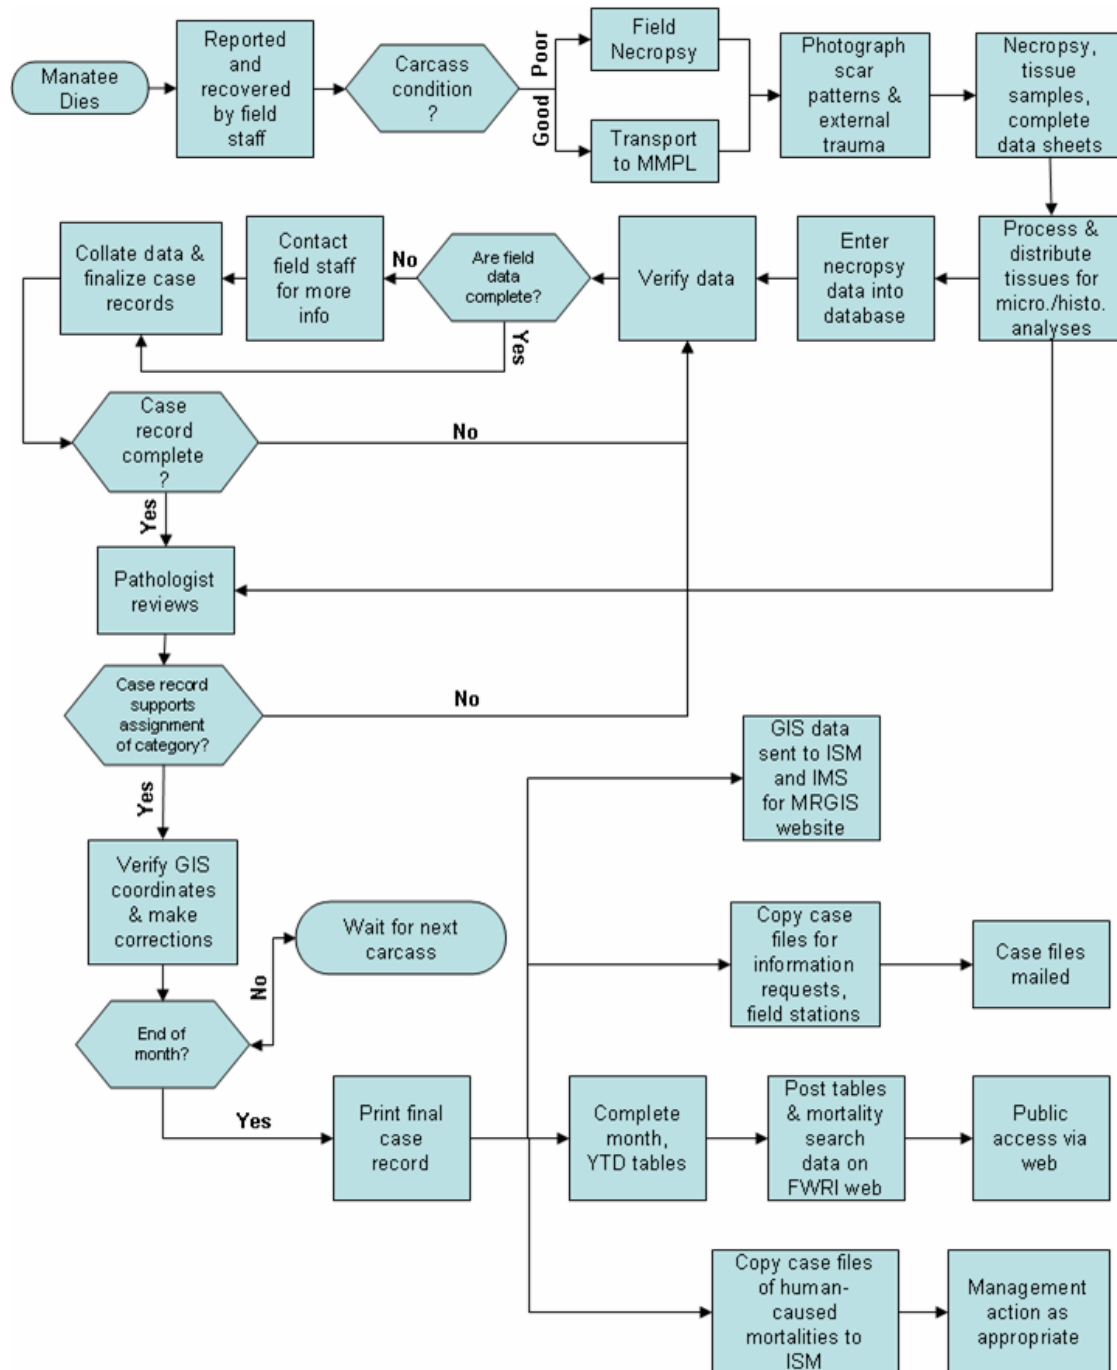 Manatee
Dies
Reported
and
recovered
by field
staff
Carcass
condition
?
Poor
Good
Field
Necropsy
Transport
to MMPL
Photograph
scar
patterns &
external
trauma
Necropsy,
tissue
samples,
complete
data sheets
Process &
distribute
tissues for
micro./histo.
analyses
Enter
necropsy
data into
database
Verify data
Are field
data
complete?
No
Yes
Contact
field staff
for more
info
Collate data &
finalize case
records
Case
record
complete
?
No
Yes
Pathologist
reviews
Case record
supports
assignment
of category?
No
Yes
Verify GIS
coordinates
& make
corrections
Wait for next
carcass
No
End of
month?
Yes
Print final
case
record
GIS data
sent to ISM
and IMS
for MRGIS
website
Copy case
files for
information
requests,
field stations
Case files
mailed
Complete
month,
YTD tables
Post tables
& mortality
search
data on
FWRI web
Public
access via
web
Copy case files
of human-
caused
mortalities to
ISM
Management
action as
appropriate